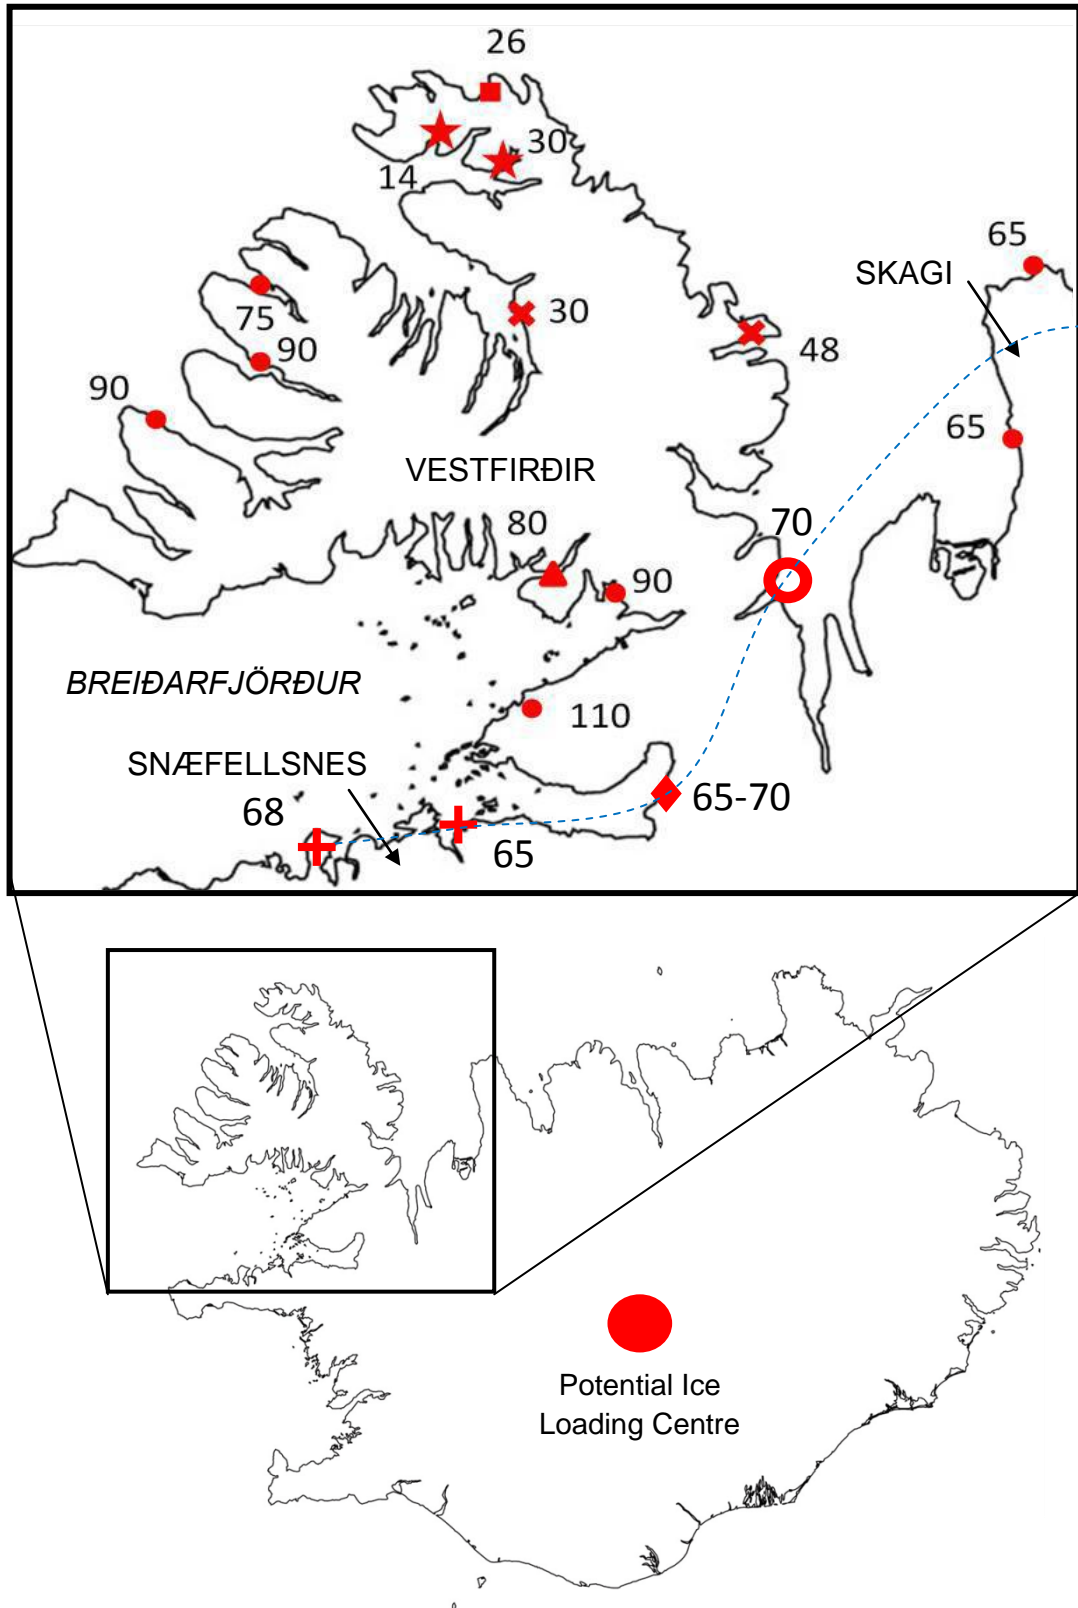 26
30
14
65
SKAGI
75
30
48
90
90
65
VESTFIRÐIR
80
70
90
BREIÐARFJÖRÐUR
110
SNÆFELLSNES
68
65-70
65
Potential Ice
Loading Centre